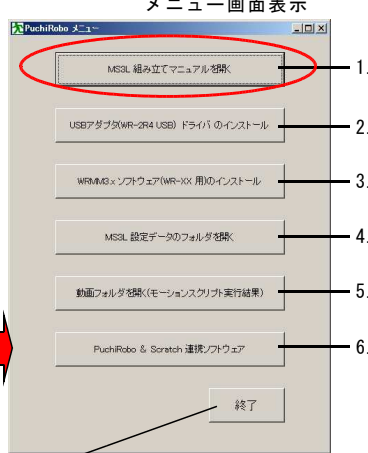 メニュー画面表示
PuchiRobo メニュー
MS3L 組み立てマニュアルを開く
1.
USBアダプタ(WR-2R4 USB) ドライバ のインストール
2.
WRMM3.x ソフトウェア(WR-XX 用)のインストール
3.
MS3L 設定データのフォルダを開く
4.
動画フォルダを開く(モーションスクリプト実行結果)
5.
PuchiRobo & Scratch 連携ソフトウェア
6.
終了